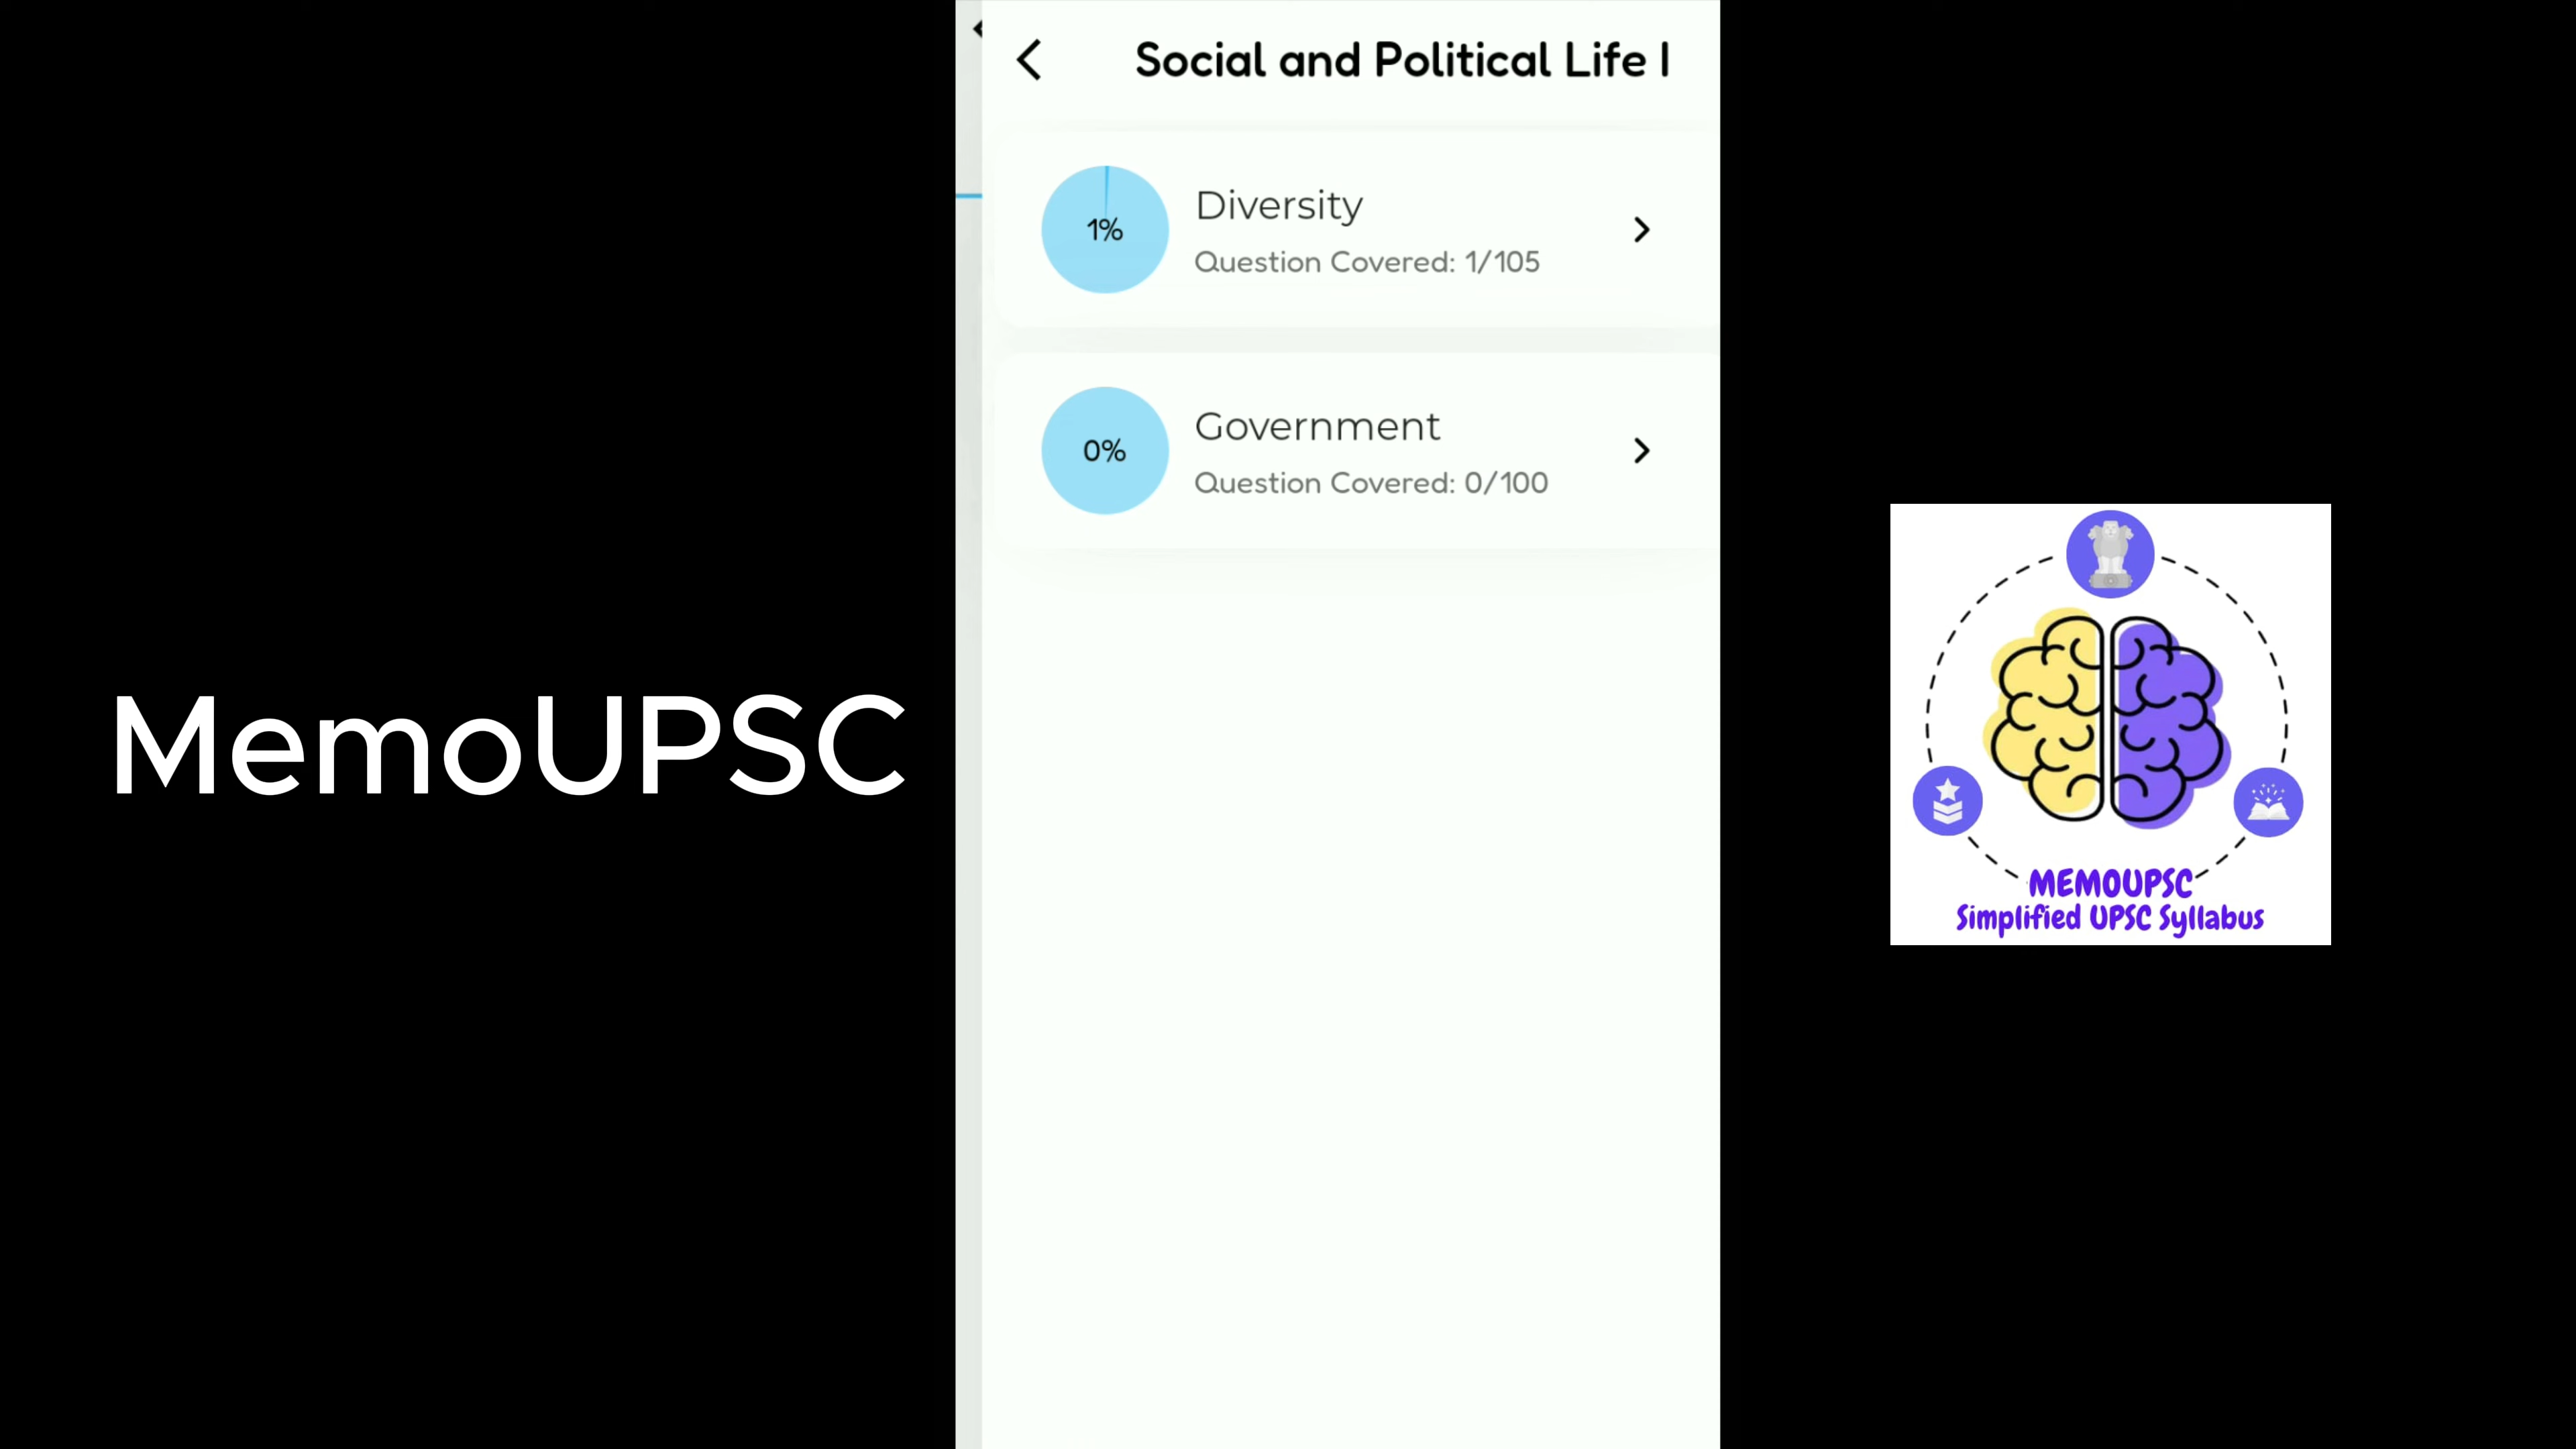 Social and Political Life I
1%
Diversity
Question Covered: 1/105
0%
Government
Question Covered: 0/100
MemoUPSC
MEMOUPSC
Simplified UPSC Syllabus